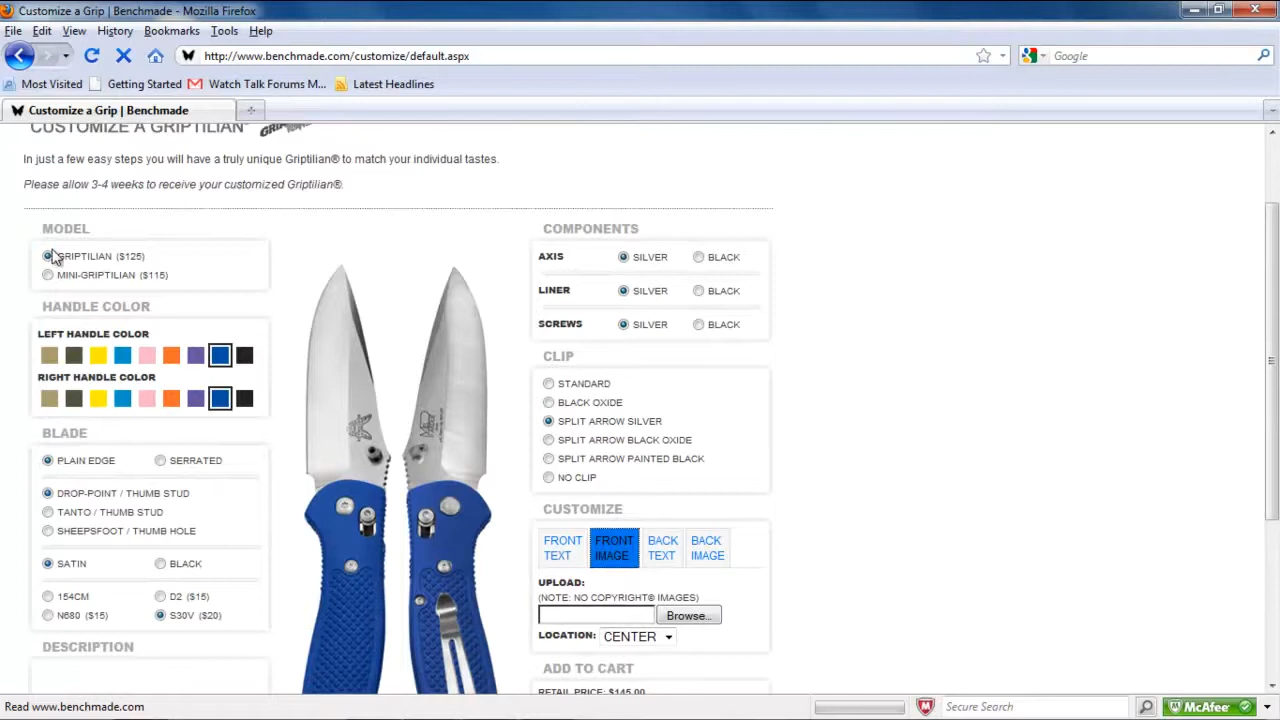 Customize a Grip | Benchmade - Mozilla Firefox
File Edit View History Bookmarks Tools Help
http://www.benchmade.com/customize/default.aspx
Google
Most Visited Getting Started Watch Talk Forums M... Latest Headlines
Customize a Grip | Benchmade
CUSTOMIZE A GRIPTILIAN
In just a few easy steps you will have a truly unique Griptilian® to match your individual tastes.
Please allow 3-4 weeks to receive your customized Griptilian®.
MODEL
GRIPTILIAN ($125)
MINI-GRIPTILIAN ($115)
HANDLE COLOR
LEFT HANDLE COLOR
RIGHT HANDLE COLOR
BLADE
PLAIN EDGE SERRATED
DROP-POINT / THUMB STUD
TANTO / THUMB STUD
SHEEPSFOOT / THUMB HOLE
SATIN BLACK
154CM D2 ($15)
N680 ($15) S30V ($20)
DESCRIPTION
COMPONENTS
AXIS SILVER BLACK
LINER SILVER BLACK
SCREWS SILVER BLACK
CLIP
STANDARD
BLACK OXIDE
SPLIT ARROW SILVER
SPLIT ARROW BLACK OXIDE
SPLIT ARROW PAINTED BLACK
NO CLIP
CUSTOMIZE
FRONT TEXT
FRONT IMAGE
BACK TEXT
BACK IMAGE
UPLOAD:
(NOTE: NO COPYRIGHT© IMAGES)
Browse...
LOCATION: CENTER
ADD TO CART
RETAIL PRICE: $145.00
Read www.benchmade.com
Secure Search
McAfee